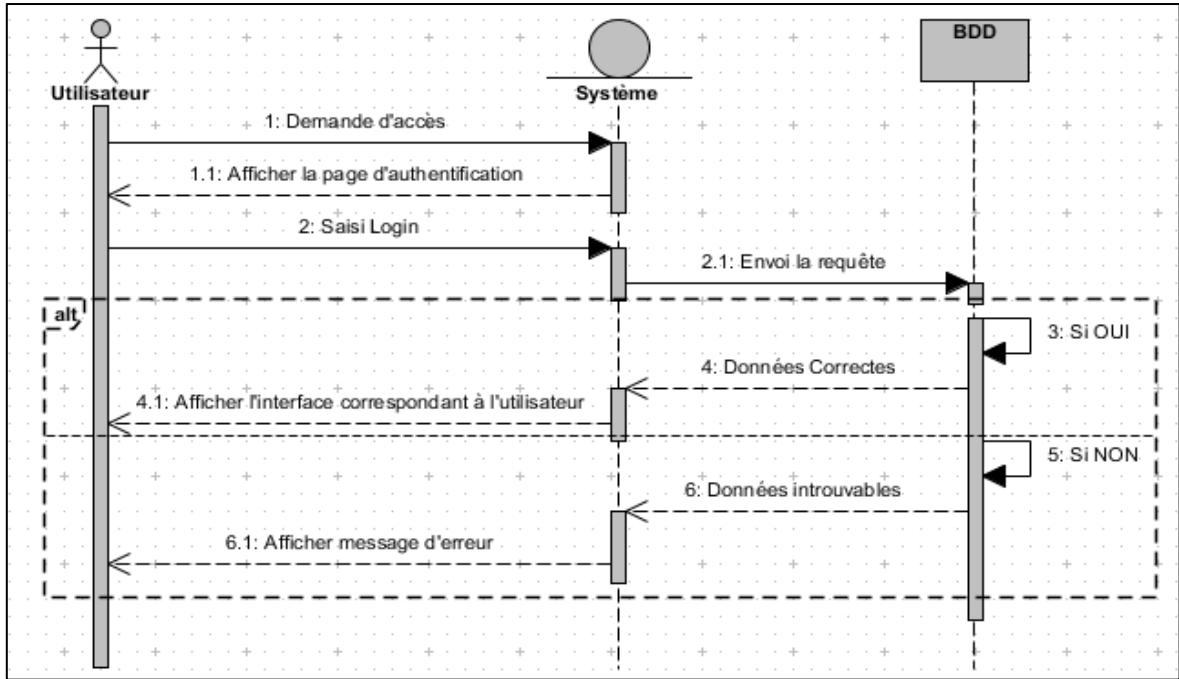 BDD
Utilisateur
Système
1: Demande d'accès
1.1: Afficher la page d'authentification
2: Saisi Login
2.1: Envoi la requête
alt
3: Si OUI
4: Données Correctes
4.1: Afficher l'interface correspondant à l'utilisateur
5: Si NON
6: Données introuvables
6.1: Afficher message d'erreur